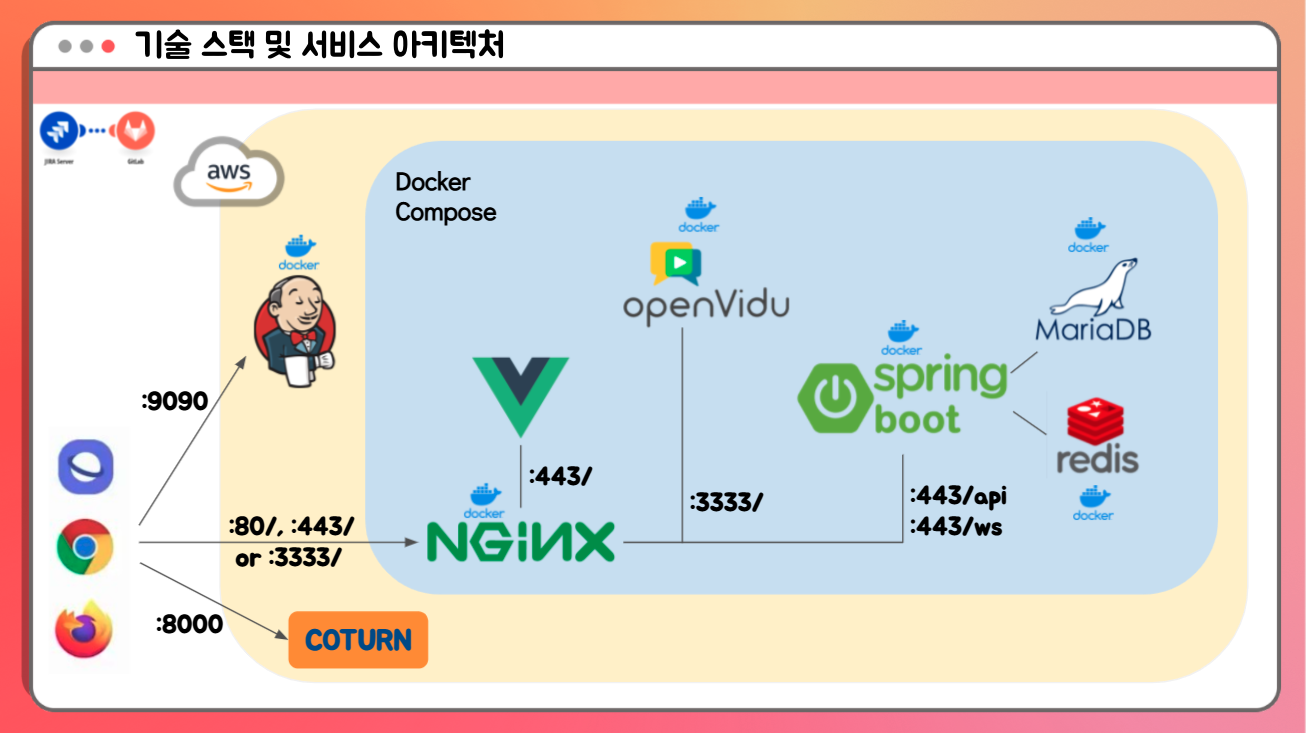 기술 스택 및 서비스 아키텍처
JIRA Server
GitLab
aws
Docker
Compose
docker
docker
openVidu
docker
MariaDB
docker
spring
boot
redis
docker
:9090
:443/
docker
NGiNX
:3333/
:443/api
:443/ws
:80/, :443/
or :3333/
:8000
COTURN